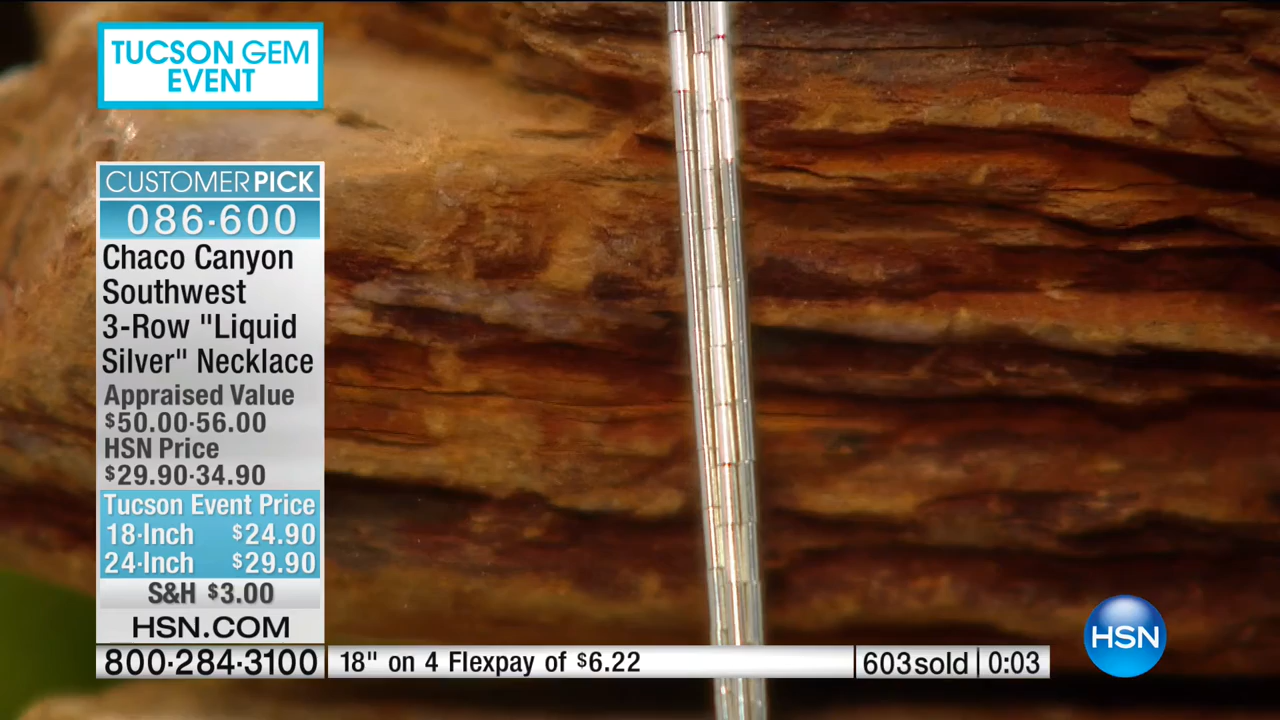 TUCSON GEM
EVENT
CUSTOMER PICK
086·600
Chaco Canyon
Southwest
3-Row "Liquid
Silver" Necklace
Appraised Value
$50.00-56.00
HSN Price
$29.90-34.90
Tucson Event Price
18-Inch $24.90
24-Inch $29.90
S&H $3.00
HSN.COM
800·284·3100
18" on 4 Flexpay of $6.22
603sold
0:03
HSN